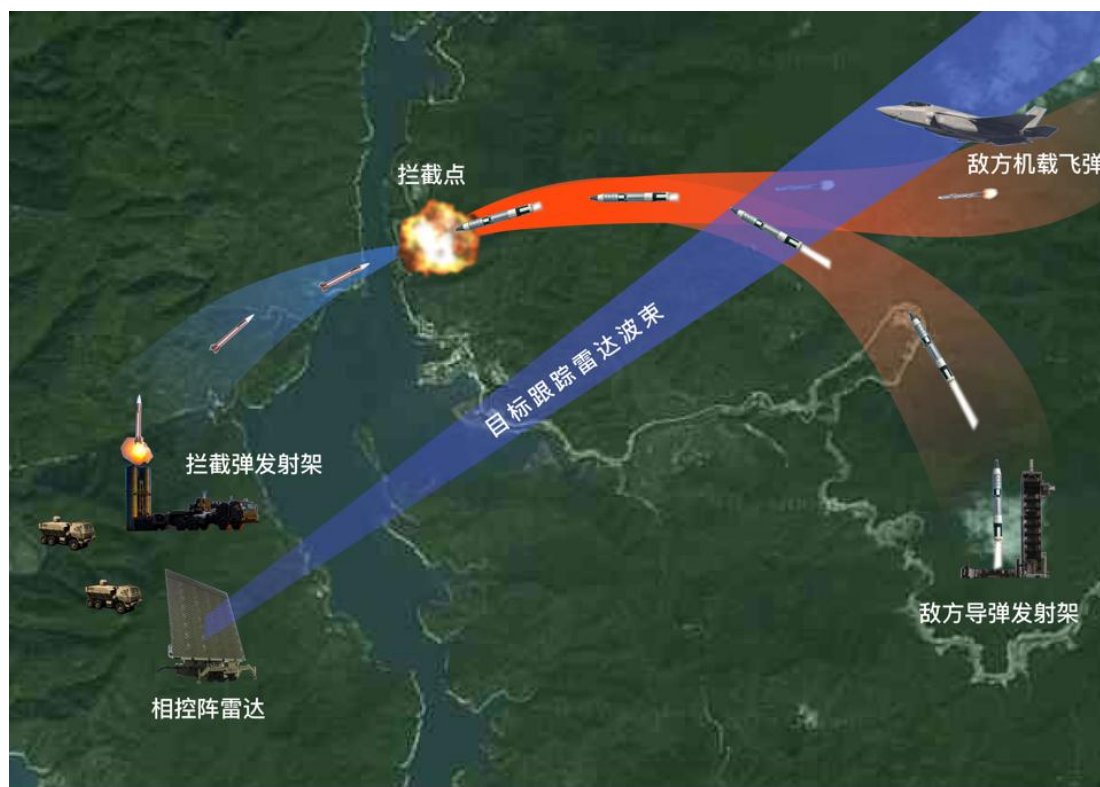 拦截点
敌方机载飞弹
目标跟踪雷达波束
拦截弹发射架
敌方导弹发射架
相控阵雷达